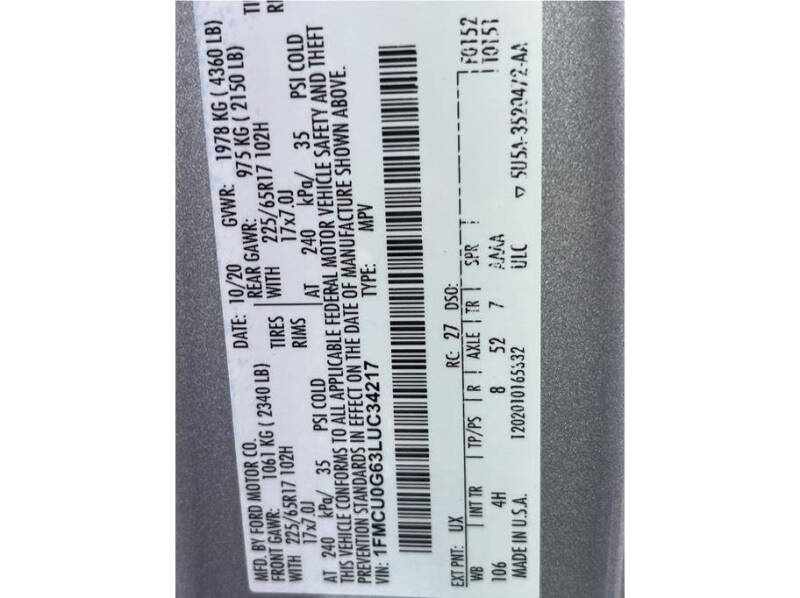 MFD. BY FORD MOTOR CO. DATE: 10/20 GVWR: 1978 KG ( 4360 LB)
FRONT GAWR: 1061 KG ( 2340 LB) REAR GAWR: 975 KG ( 2150 LB)
WITH 225/65R17 102H TIRES WITH 225/65R17 102H
17x7.0J RIMS 17x7.0J
AT 240 kPa/ 35 PSI COLD AT 240 kPa/ 35 PSI COLD
THIS VEHICLE CONFORMS TO ALL APPLICABLE FEDERAL MOTOR VEHICLE SAFETY AND THEFT
PREVENTION STANDARDS IN EFFECT ON THE DATE OF MANUFACTURE SHOWN ABOVE.
VIN: 1FMCU0G63LUC34217 TYPE: MPV
F0152
T0151
EXT PNT: UX RC: 27 DSO:
WB INT TR TP/PS R AXLE TR SPR
106 4H 8 52 7 AAAA
MADE IN U.S.A. ULC
5U5A-3520472-AA